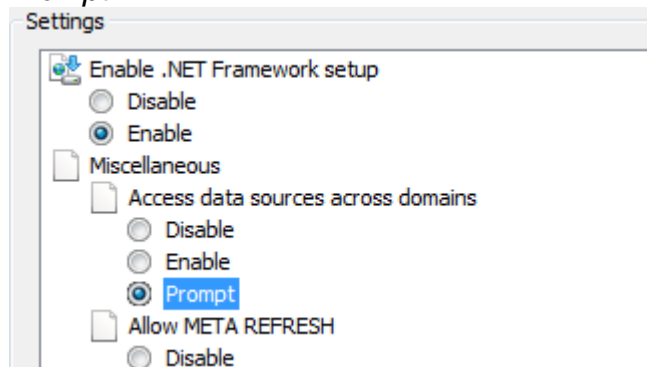 Settings
Enable .NET Framework setup
Disable
Enable
Miscellaneous
Access data sources across domains
Disable
Enable
Prompt
Allow META REFRESH
Disable